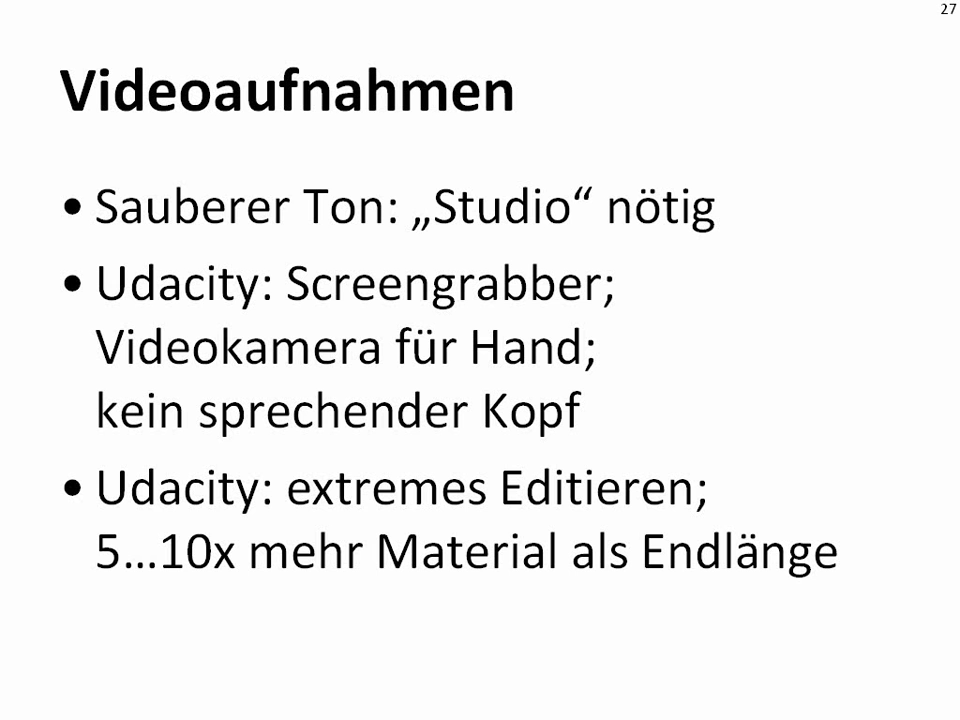 27
Videoaufnahmen
• Sauberer Ton: „Studio“ nötig
• Udacity: Screengrabber;
Videokamera für Hand;
kein sprechender Kopf
• Udacity: extremes Editieren;
5…10x mehr Material als Endlänge